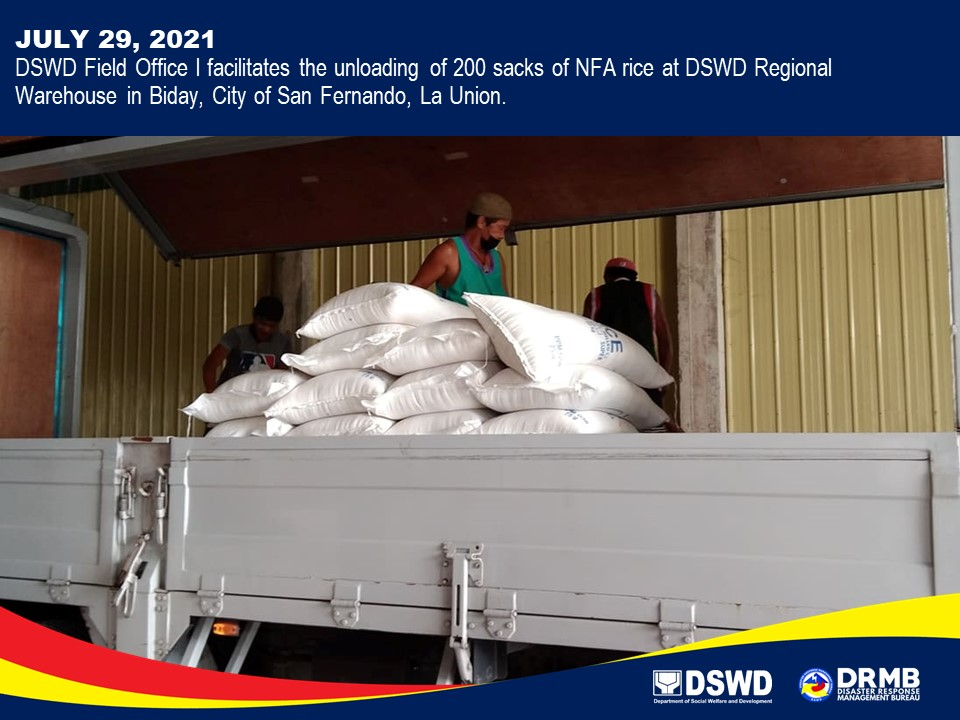 JULY 29, 2021
DSWD Field Office I facilitates the unloading of 200 sacks of NFA rice at DSWD Regional
Warehouse in Biday, City of San Fernando, La Union.
DSWD
Department of Social Welfare and Development
DRMB
DISASTER RESPONSE
MANAGEMENT BUREAU